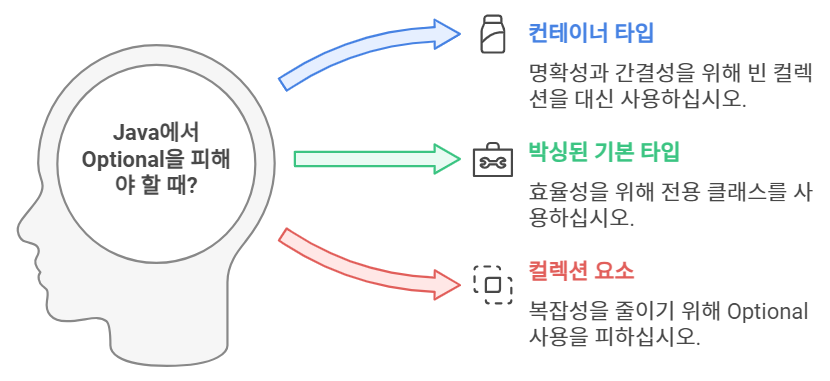 Java에서
Optional을 피해
야 할 때?
컨테이너 타입
명확성과 간결성을 위해 빈 컬렉
션을 대신 사용하십시오.
박싱된 기본 타입
효율성을 위해 전용 클래스를 사
용하십시오.
컬렉션 요소
복잡성을 줄이기 위해 Optional
사용을 피하십시오.